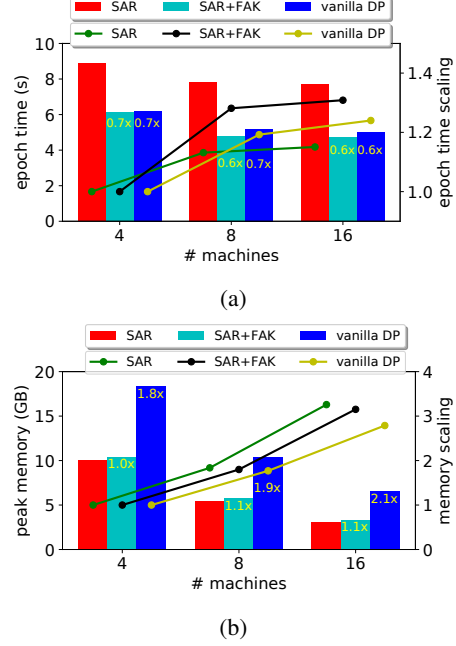 SAR SAR+FAK vanilla DP
SAR SAR+FAK vanilla DP
epoch time (s)
10
8
6
4
2
0
0.7x 0.7x
0.6x 0.7x
0.6x 0.6x
1.4
1.2
1.0
epoch time scaling
4 8 16
# machines
(a)
SAR SAR+FAK vanilla DP
SAR SAR+FAK vanilla DP
peak memory (GB)
20
15
10
5
0
1.0x 1.8x
1.1x 1.9x
1.1x 2.1x
4
3
2
1
0
memory scaling
4 8 16
# machines
(b)